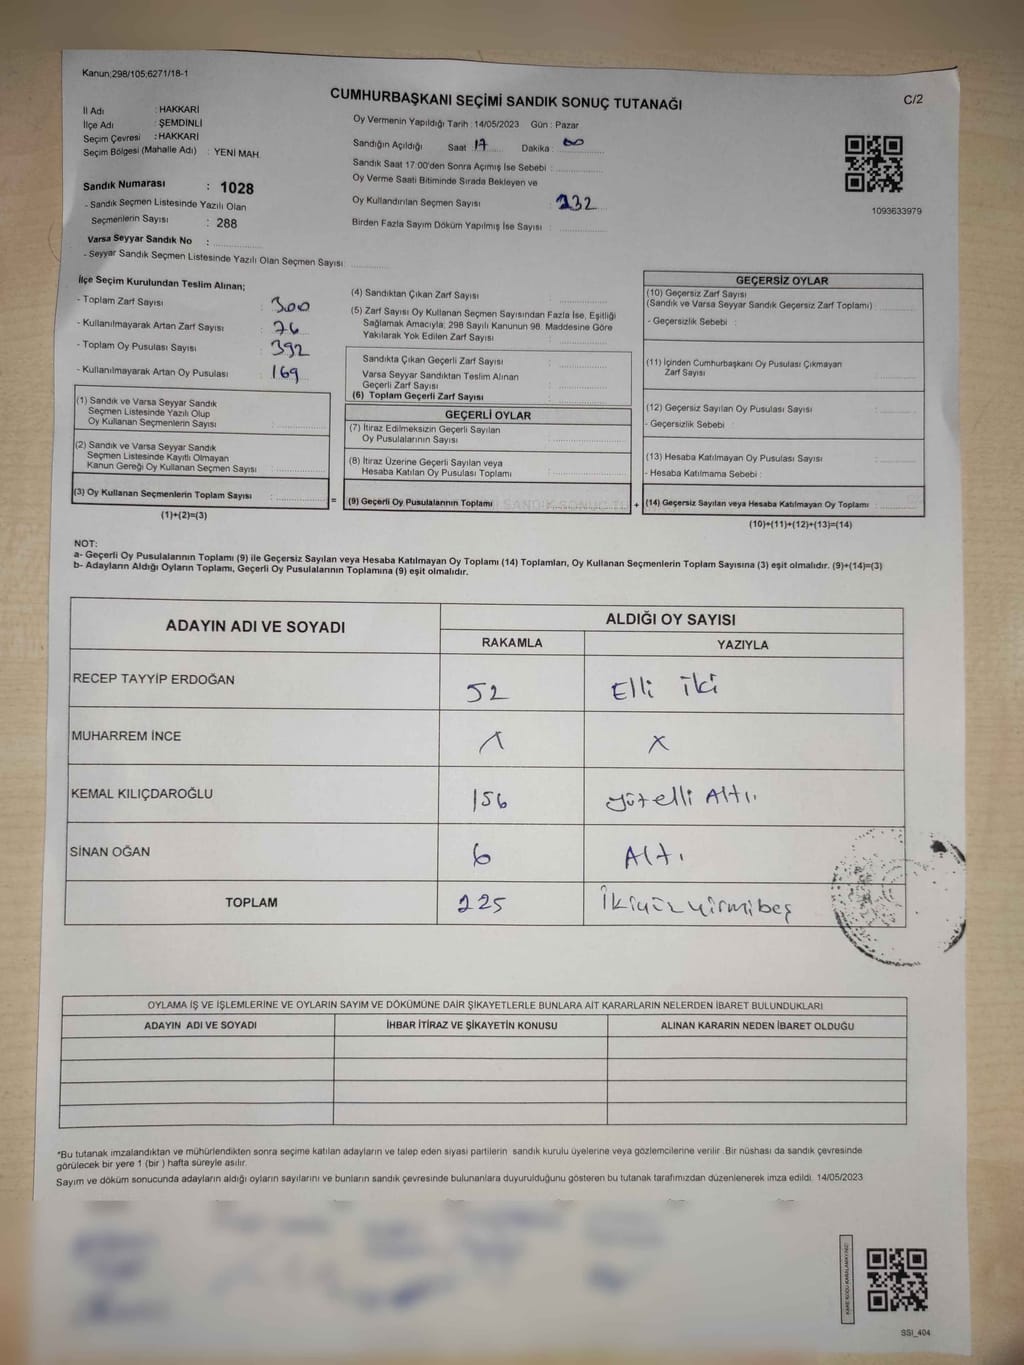 Kanun;298/105;6271/18-1
CUMHURBAŞKANI SEÇİMİ SANDIK SONUÇ TUTANAĞI
C/2
İl Adı : HAKKARİ
İlçe Adı : ŞEMDİNLİ
Seçim Çevresi : HAKKARİ
Seçim Bölgesi (Mahalle Adı) : YENİ MAH.
Sandık Numarası : 1028
- Sandık Seçmen Listesinde Yazılı Olan
Seçmenlerin Sayısı : 288
Varsa Seyyar Sandık No :
- Seyyar Sandık Seçmen Listesinde Yazılı Olan Seçmen Sayısı:
Oy Vermenin Yapıldığı Tarih : 14/05/2023 Gün : Pazar
Sandığın Açıldığı Saat 17 Dakika : 00
Sandık Saat 17:00'den Sonra Açımış İse Sebebi :
Oy Verme Saati Bitiminde Sırada Bekleyen ve
Oy Kullandırılan Seçmen Sayısı : 232
Birden Fazla Sayım Döküm Yapılmış İse Sayısı :
1093633979
İlçe Seçim Kurulundan Teslim Alınan;
- Toplam Zarf Sayısı : 300
- Kullanılmayarak Artan Zarf Sayısı : 76
- Toplam Oy Pusulası Sayısı : 392
- Kullanılmayarak Artan Oy Pusulası : 169
(1) Sandık ve Varsa Seyyar Sandık
Seçmen Listesinde Yazılı Olup
Oy Kullanan Seçmenlerin Sayısı :
(2) Sandık ve Varsa Seyyar Sandık
Seçmen Listesinde Kayıtlı Olmayan
Kanun Gereği Oy Kullanan Seçmen Sayısı :
(3) Oy Kullanan Seçmenlerin Toplam Sayısı :
(1)+(2)=(3)
(4) Sandıktan Çıkan Zarf Sayısı :
(5) Zarf Sayısı Oy Kullanan Seçmen Sayısından Fazla İse, Eşitliği
Sağlamak Amacıyla; 298 Sayılı Kanunun 98. Maddesine Göre
Yakılarak Yok Edilen Zarf Sayısı :
Sandıkta Çıkan Geçerli Zarf Sayısı :
Varsa Seyyar Sandıktan Teslim Alınan
Geçerli Zarf Sayısı :
(6) Toplam Geçerli Zarf Sayısı :
GEÇERLİ OYLAR
(7) İtiraz Edilmeksizin Geçerli Sayılan
Oy Pusulalarının Sayısı :
(8) İtiraz Üzerine Geçerli Sayılan veya
Hesaba Katılan Oy Pusulası Toplamı :
= (9) Geçerli Oy Pusulalarının Toplamı
GEÇERSİZ OYLAR
(10) Geçersiz Zarf Sayısı
(Sandık ve Varsa Seyyar Sandık Geçersiz Zarf Toplamı) :
- Geçersizlik Sebebi :
(11) İçinden Cumhurbaşkanı Oy Pusulası Çıkmayan
Zarf Sayısı :
(12) Geçersiz Sayılan Oy Pusulası Sayısı :
- Geçersizlik Sebebi :
(13) Hesaba Katılmayan Oy Pusulası Sayısı :
- Hesaba Katılmama Sebebi :
+ (14) Geçersiz Sayılan veya Hesaba Katılmayan Oy Toplamı :
(10)+(11)+(12)+(13)=(14)
NOT:
a- Geçerli Oy Pusulalarının Toplamı (9) ile Geçersiz Sayılan veya Hesaba Katılmayan Oy Toplamı (14) Toplamları, Oy Kullanan Seçmenlerin Toplam Sayısına (3) eşit olmalıdır. (9)+(14)=(3)
b- Adayların Aldığı Oyların Toplamı, Geçerli Oy Pusulalarının Toplamına (9) eşit olmalıdır.
ADAYIN ADI VE SOYADI ALDIĞI OY SAYISI
RAKAMLA YAZIYLA
RECEP TAYYİP ERDOĞAN 52 Elli iki
MUHARREM İNCE X X
KEMAL KILIÇDAROĞLU 156 yüzelli Altı
SİNAN OĞAN 6 Altı
TOPLAM 225 İkiyüzyirmibeş
OYLAMA İŞ VE İŞLEMLERİNE VE OYLARIN SAYIM VE DÖKÜMÜNE DAİR ŞİKAYETLERLE BUNLARA AİT KARARLARIN NELERDEN İBARET BULUNDUKLARI
ADAYIN ADI VE SOYADI İHBAR İTİRAZ VE ŞİKAYETİN KONUSU ALINAN KARARIN NEDEN İBARET OLDUĞU
*Bu tutanak imzalandıktan ve mühürlendikten sonra seçime katılan adayların ve talep eden siyasi partilerin sandık kurulu üyelerine veya gözlemcilerine verilir .Bir nüshası da sandık çevresinde
görülecek bir yere 1 (bir ) hafta süreyle asılır.
Sayım ve döküm sonucunda adayların aldığı oyların sayılarını ve bunların sandık çevresinde bulunanlara duyurulduğunu gösteren bu tutanak tarafımızdan düzenlenerek imza edildi. 14/05/2023
SSI_404